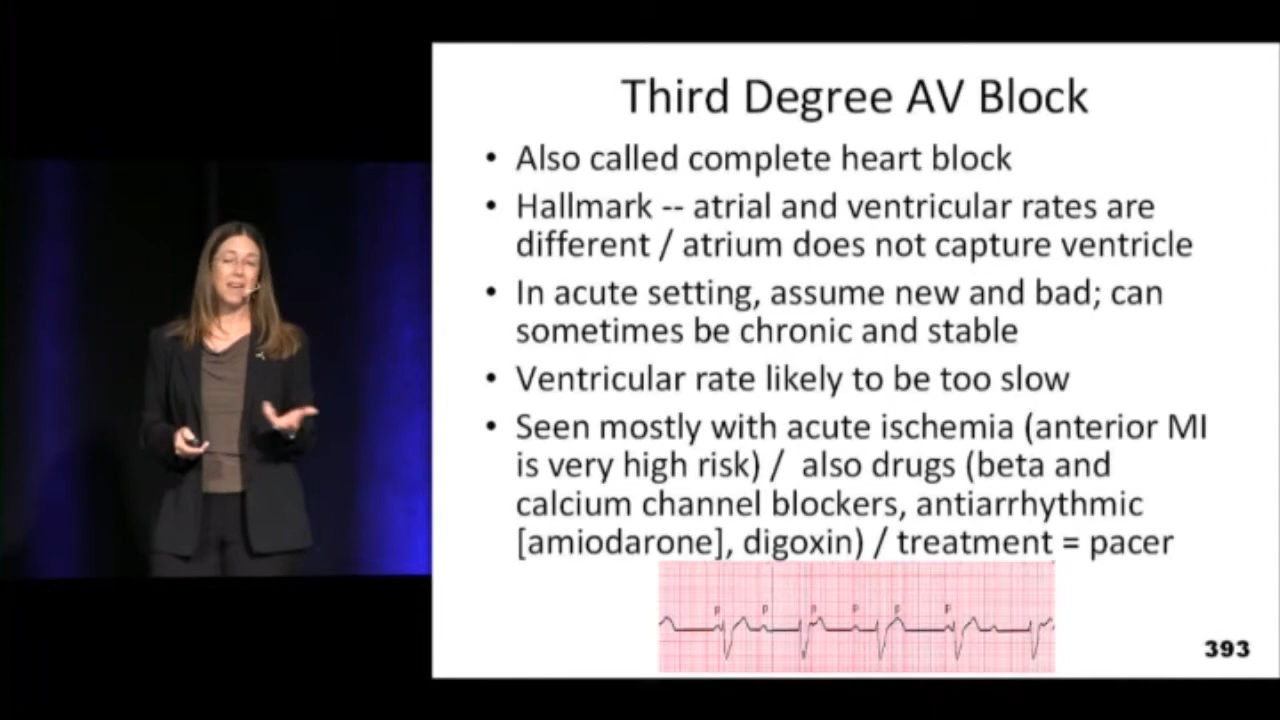 Third Degree AV Block
• Also called complete heart block
• Hallmark -- atrial and ventricular rates are
different / atrium does not capture ventricle
• In acute setting, assume new and bad; can
sometimes be chronic and stable
• Ventricular rate likely to be too slow
• Seen mostly with acute ischemia (anterior MI
is very high risk) / also drugs (beta and
calcium channel blockers, antiarrhythmic
[amiodarone], digoxin) / treatment = pacer
p p p p p p
393